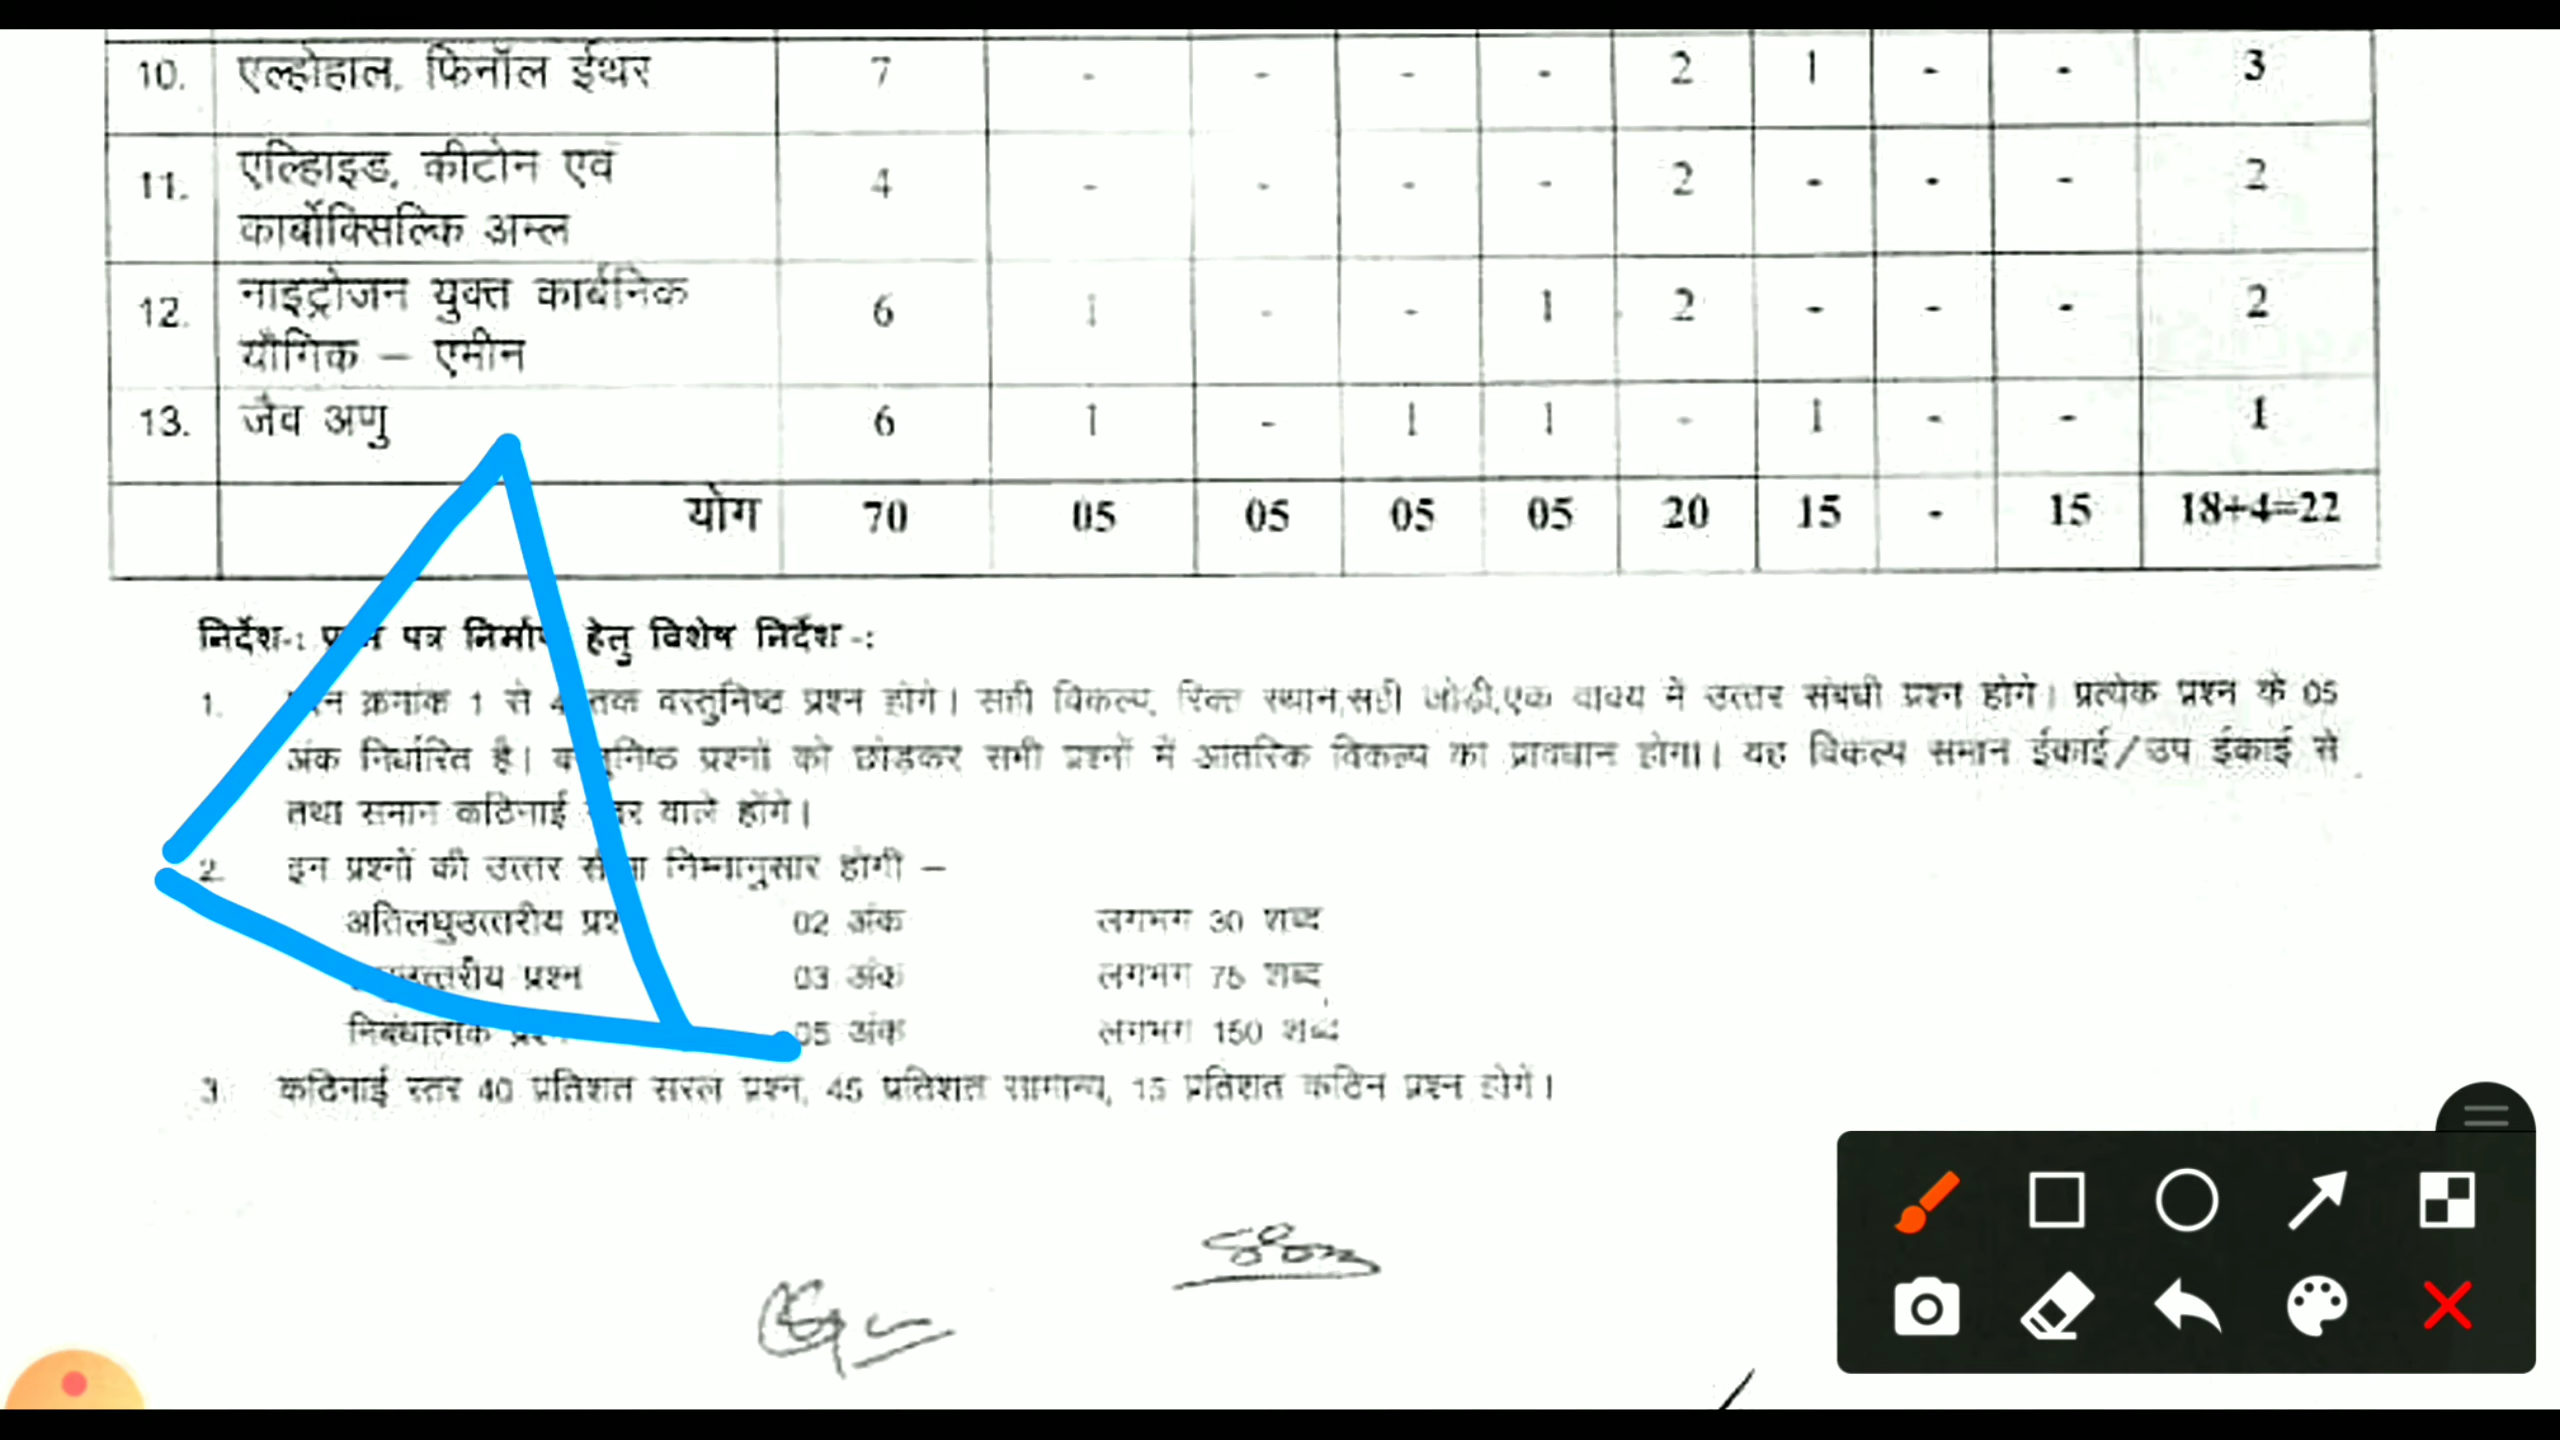 10. एल्होहाल, फिनॉल ईथर 7 - - - - 2 1 - - 3
11. एल्हिाइड, कीटोन एवं 4 - - - - 2 - - - 2
कार्बोक्सिल्कि अम्ल
12. नाइट्रोजन युक्त कार्बनिक 6 1 - - 1 2 - - - 2
यौगिक – एमीन
13. जैव अणु 6 1 - 1 1 - 1 - - 1
योग 70 05 05 05 05 20 15 - 15 18+4=22
निर्देश-: पत्र हेतु विशेष निर्देश -:
1. क्रमांक 1 से तक वस्तुनिष्ठ प्रश्न होंगे। सही विकल्प, रिक्त स्थान,सही जोड़ी,एक वाक्य में उत्तर संबंधी प्रश्न होंगे। प्रत्येक प्रश्न के 05
अंक निर्धारित है। प्रश्नों को छोड़कर सभी प्रश्नों में आंतरिक विकल्प का प्रावधान होगा। यह विकल्प समान ईकाई/उप ईकाई से
तथा समान कठिनाई वाले होंगे।
2. इन प्रश्नों की उत्तर निम्नानुसार होगी –
अतिलघुउत्तरीय 02 अंक लगभग 30 शब्द
प्रश्न 03 अंक लगभग 75 शब्द
निबंधात्मक 05 अंक लगभग 150 शब्द
3. कठिनाई स्तर 40 प्रतिशत सरल प्रश्न, 45 प्रतिशत सामान्य, 15 प्रतिशत कठिन प्रश्न होगें।